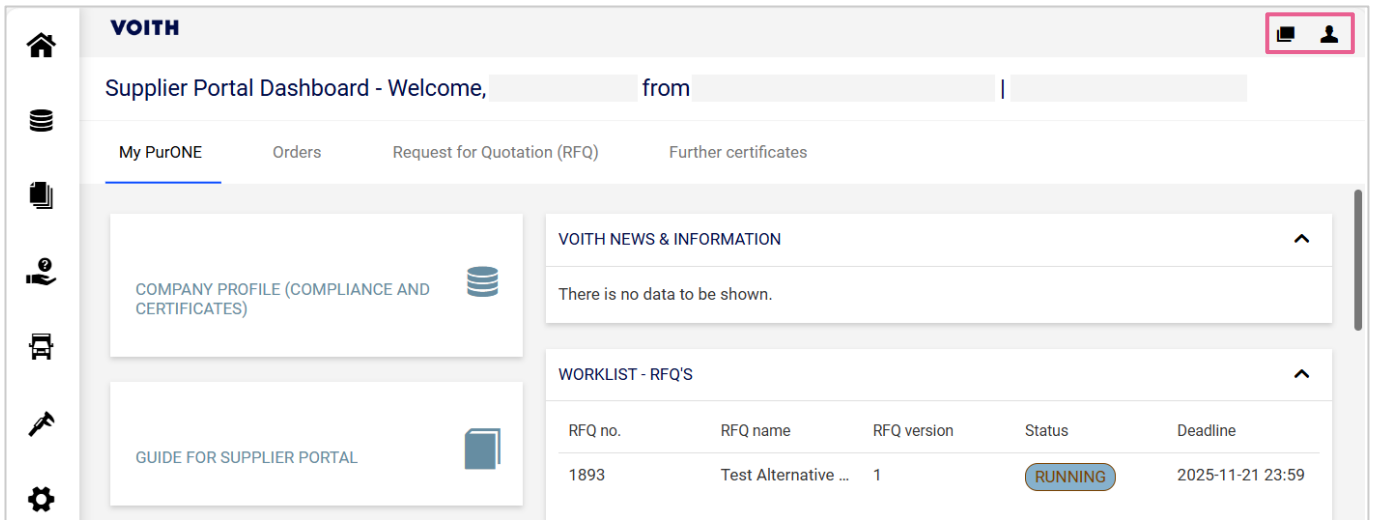 VOITH
Supplier Portal Dashboard - Welcome, from |
My PurONE Orders Request for Quotation (RFQ) Further certificates
COMPANY PROFILE (COMPLIANCE AND
CERTIFICATES)
GUIDE FOR SUPPLIER PORTAL
VOITH NEWS & INFORMATION
There is no data to be shown.
WORKLIST - RFQ'S
RFQ no. RFQ name RFQ version Status Deadline
1893 Test Alternative ... 1 RUNNING 2025-11-21 23:59